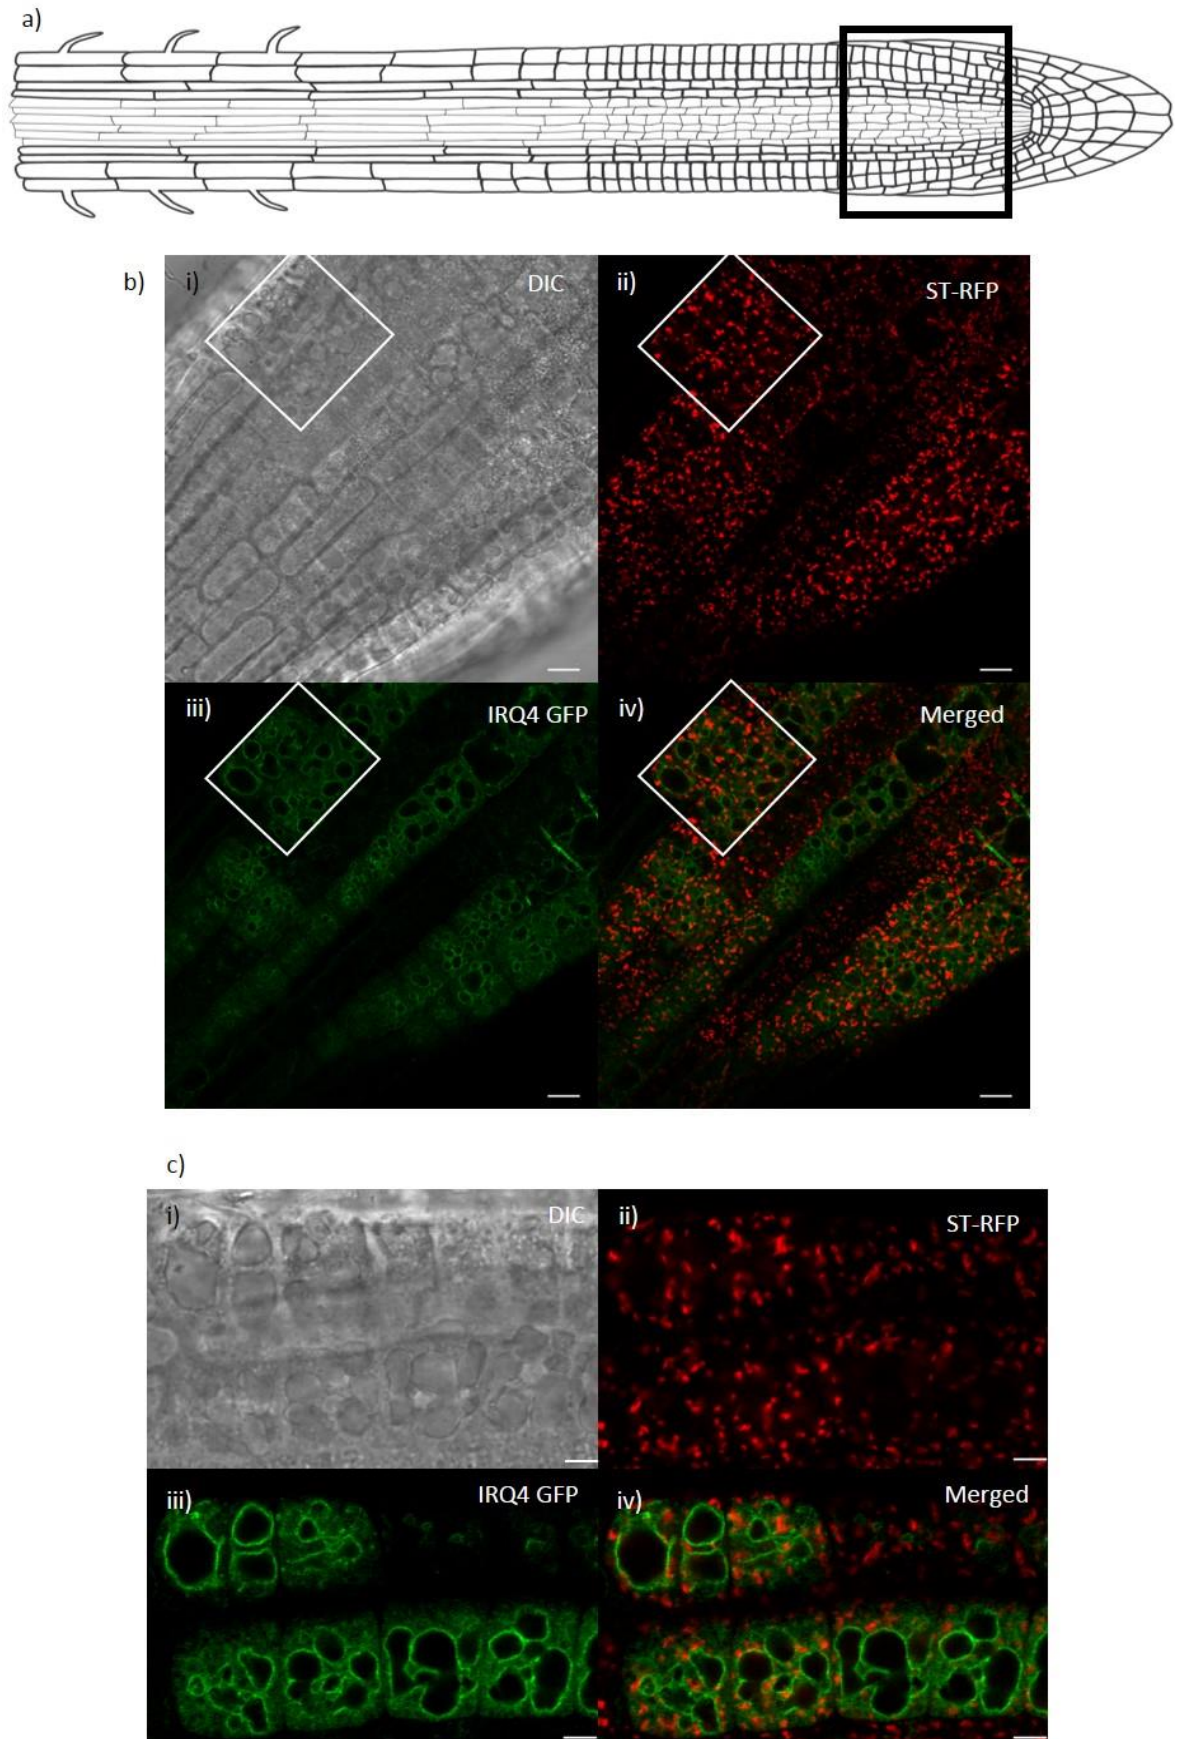 a)
b)
i)
DIC
ii)
ST-RFP
iii)
IRQ4 GFP
iv)
Merged
c)
i)
DIC
ii)
ST-RFP
iii)
IRQ4 GFP
iv)
Merged